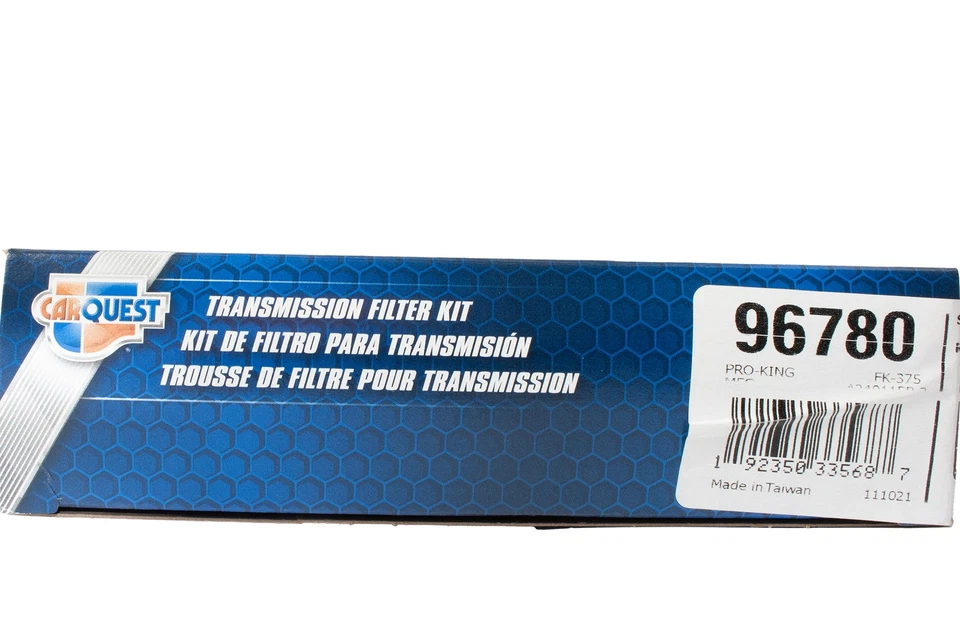 CARQUEST
TRANSMISSION FILTER KIT
KIT DE FILTRO PARA TRANSMISIÓN
TROUSSE DE FILTRE POUR TRANSMISSION
96780
PRO-KING FK-375
1 92350 33568 7
Made in Taiwan 111021